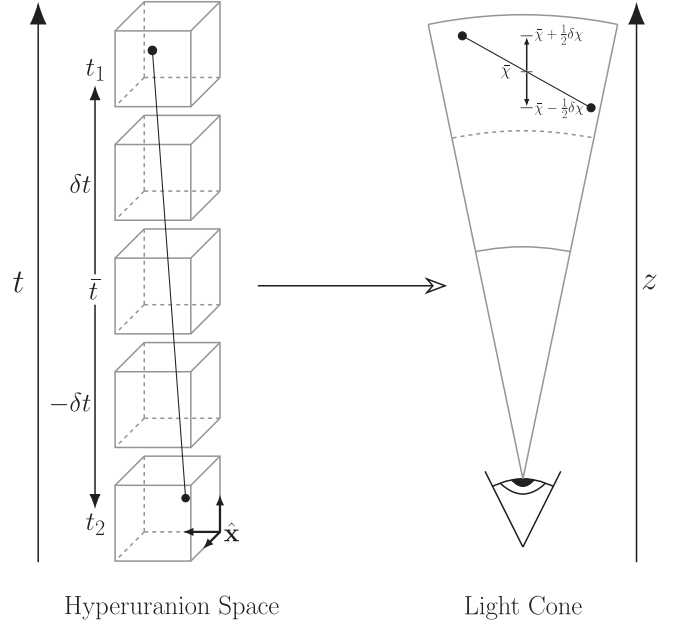 t₁
δt
t
t̄
−δt
t₂
x̂
Hyperuranion Space
χ̄ + ½δχ
χ̄
χ̄ − ½δχ
z
Light Cone